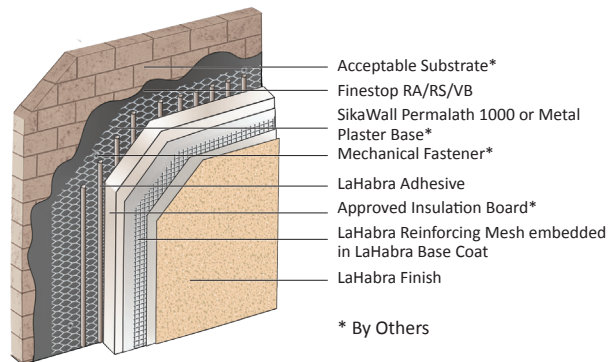 Acceptable Substrate*
Finestop RA/RS/VB
SikaWall Permalath 1000 or Metal
Plaster Base*
Mechanical Fastener*
LaHabra Adhesive
Approved Insulation Board*
LaHabra Reinforcing Mesh embedded
in LaHabra Base Coat
LaHabra Finish
* By Others